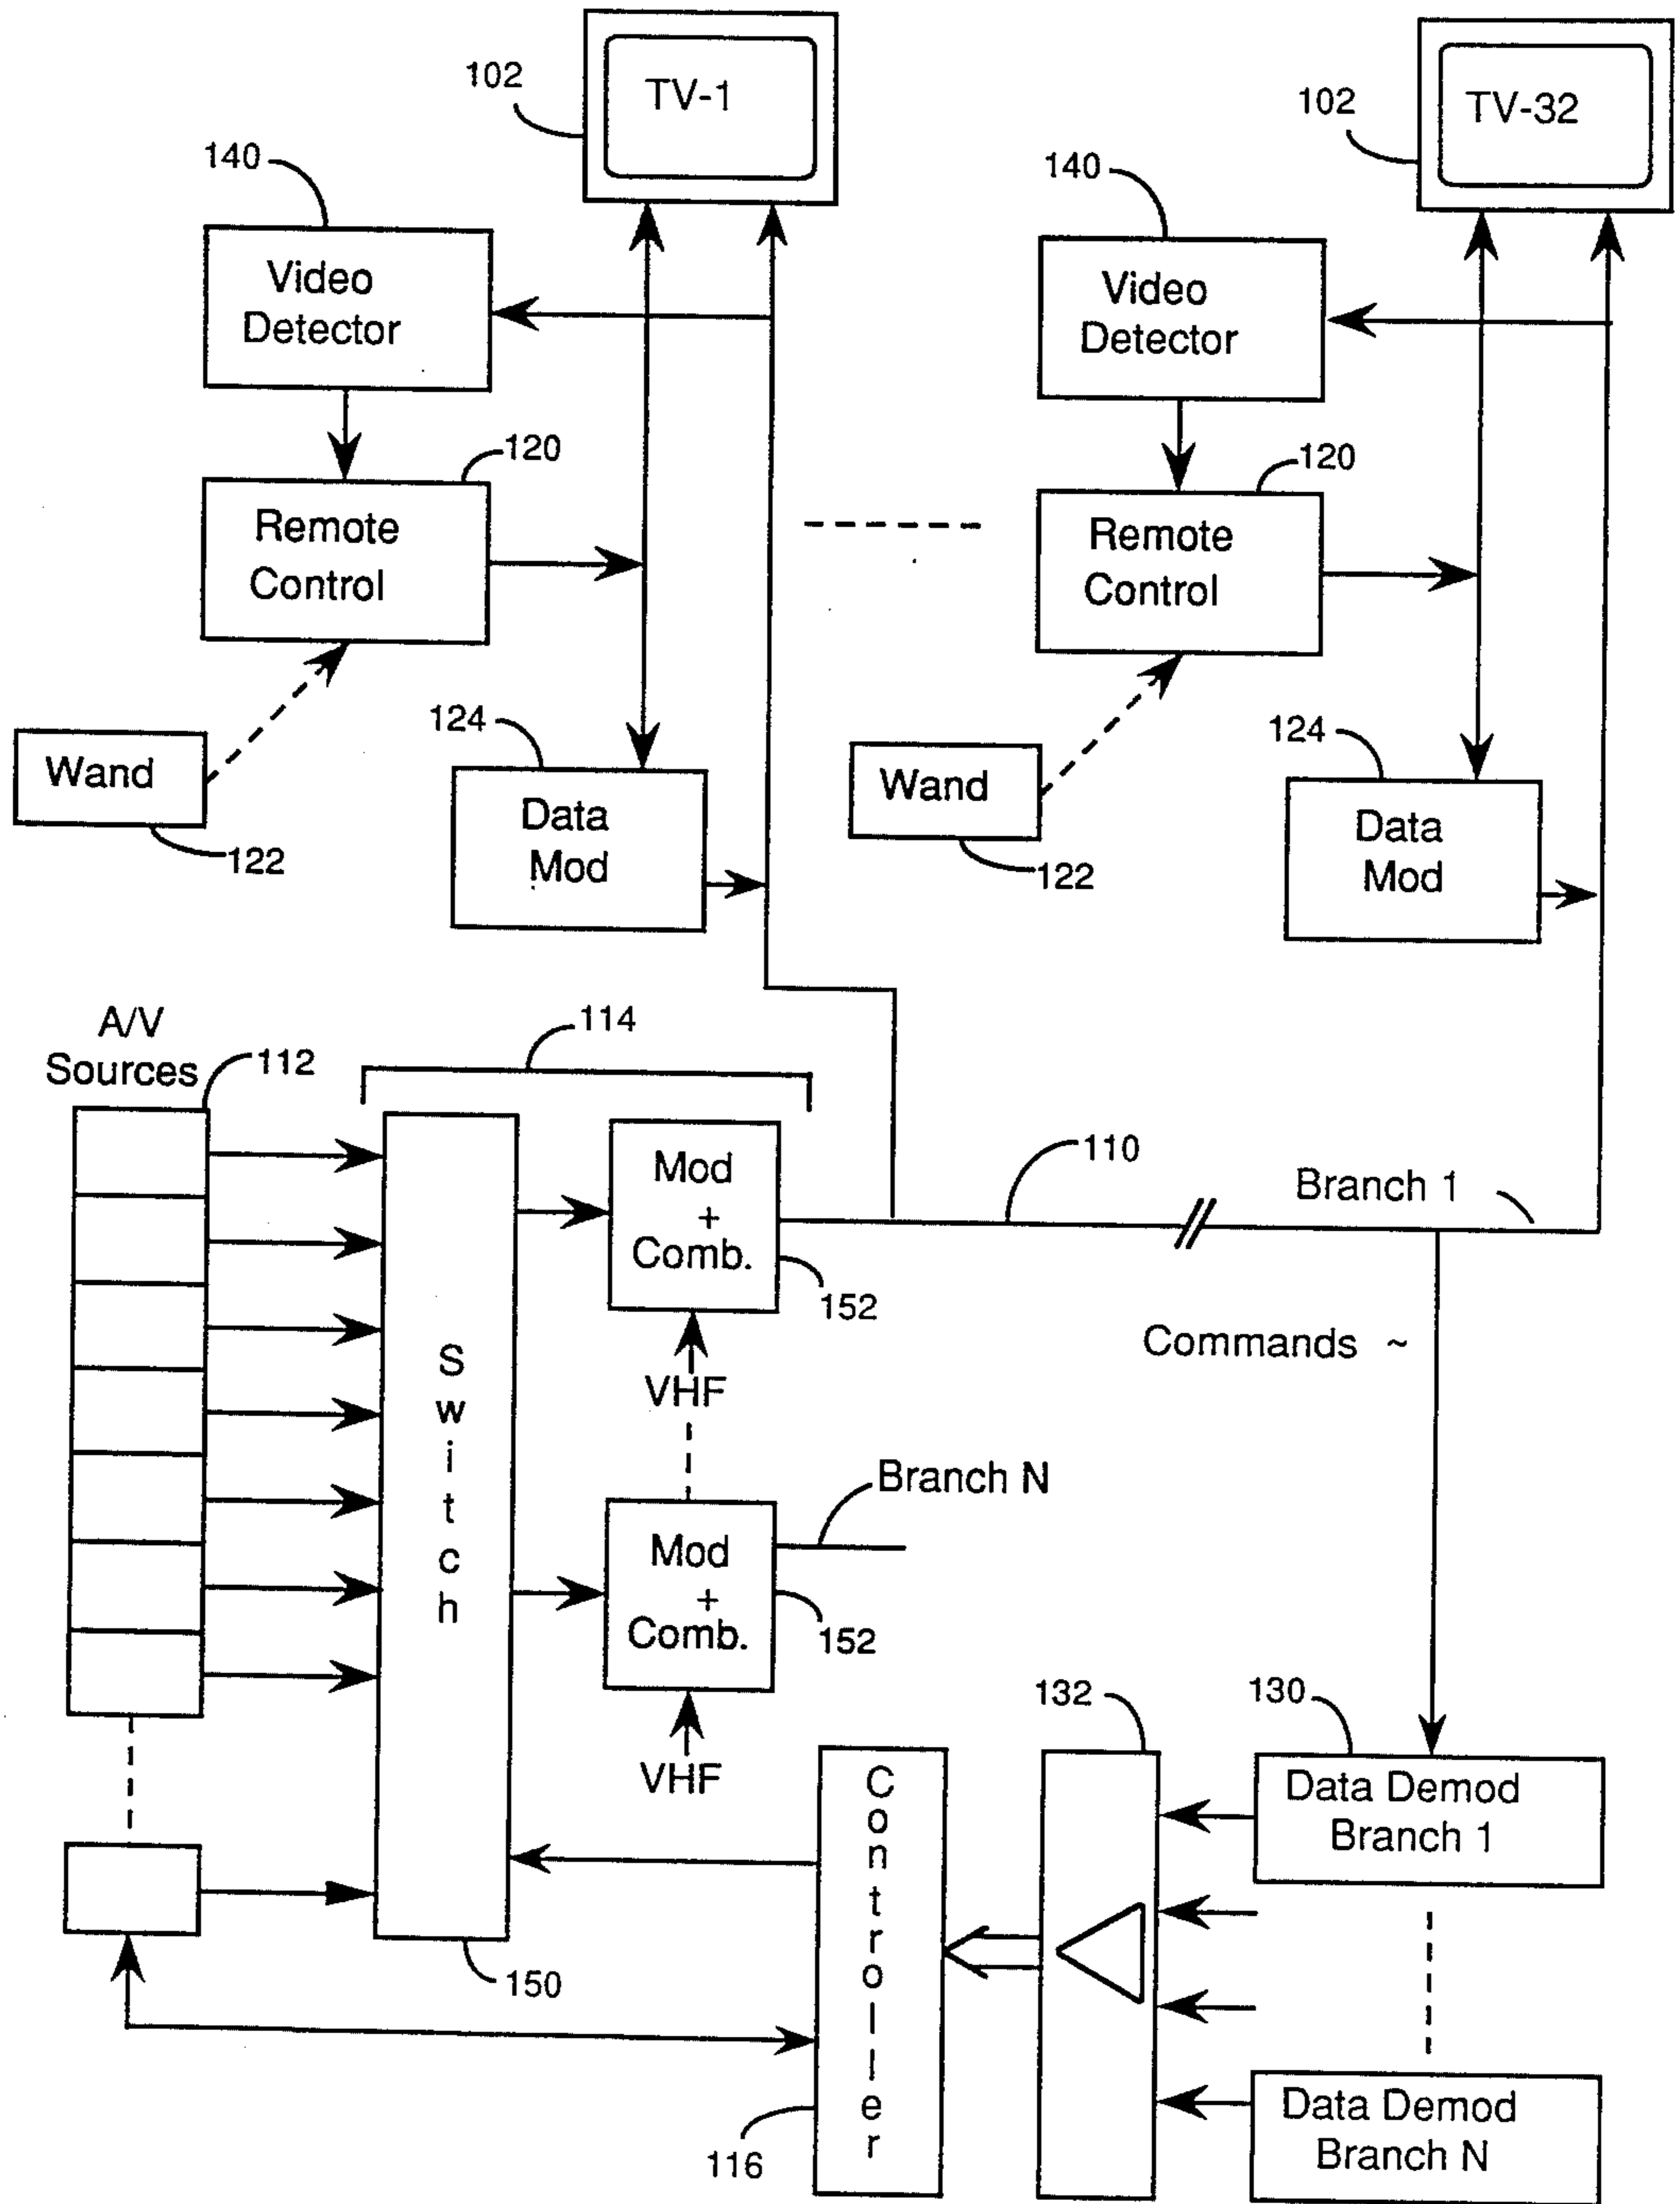 102
TV-1
102
TV-32
140
140
Video
Detector
Video
Detector
120
120
Remote
Control
Remote
Control
124
124
Wand
Wand
122
122
Data
Mod
Data
Mod
A/V
Sources
112
114
110
Branch 1
Mod
+
Comb.
152
Commands ~
Switch
VHF
Branch N
Mod
+
Comb.
152
VHF
132
130
Controller
Data Demod
Branch 1
150
116
Data Demod
Branch N